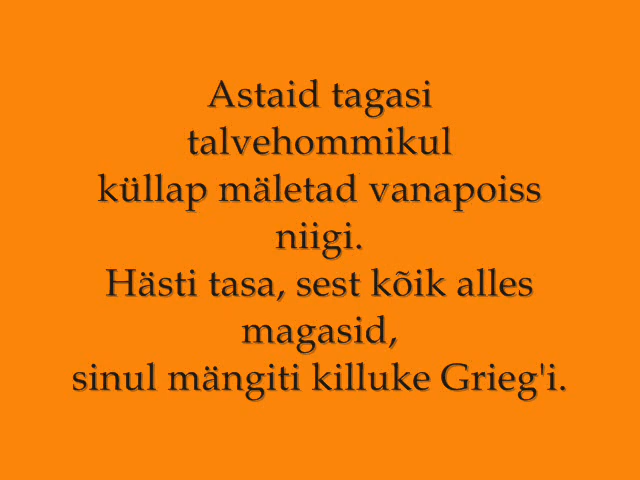 Astaid tagasi
talvehommikul
küllap mäletad vanapoiss
niigi.
Hästi tasa, sest kõik alles
magasid,
sinul mängiti killuke Grieg'i.